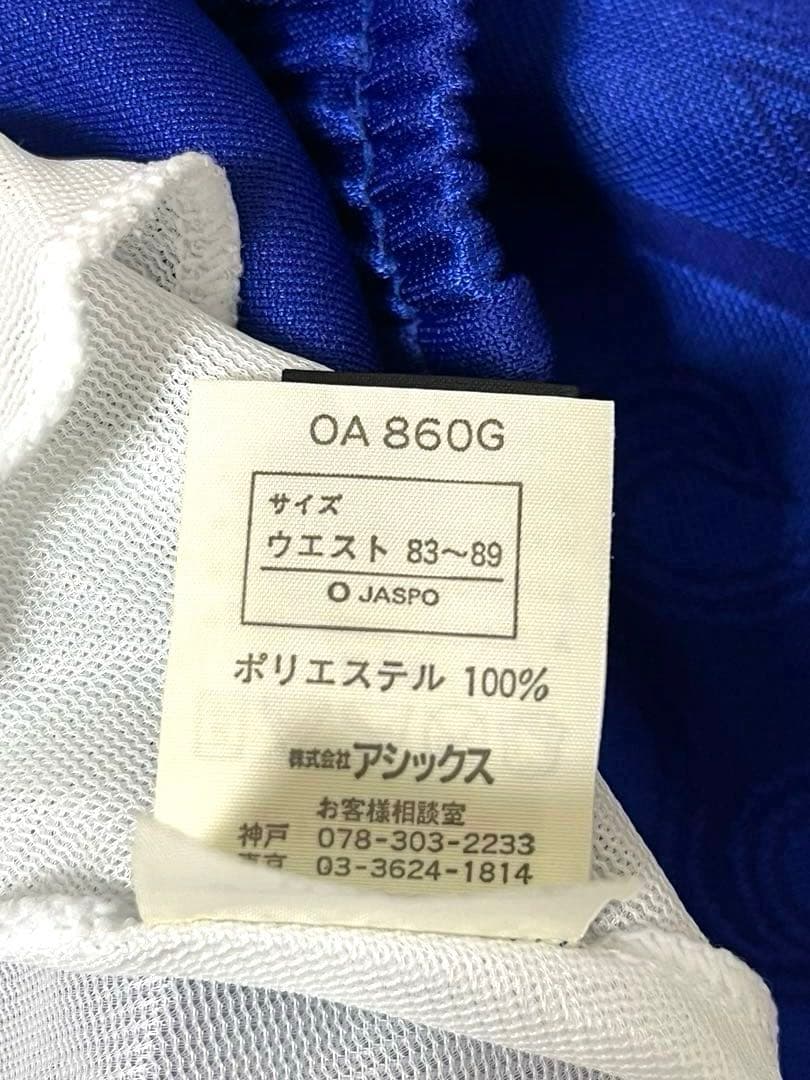 OA 860G
サイズ
ウエスト 83〜89
O JASPO
ポリエステル 100%
株式会社アシックス
お客様相談室
神戸 078-303-2233
東京 03-3624-1814